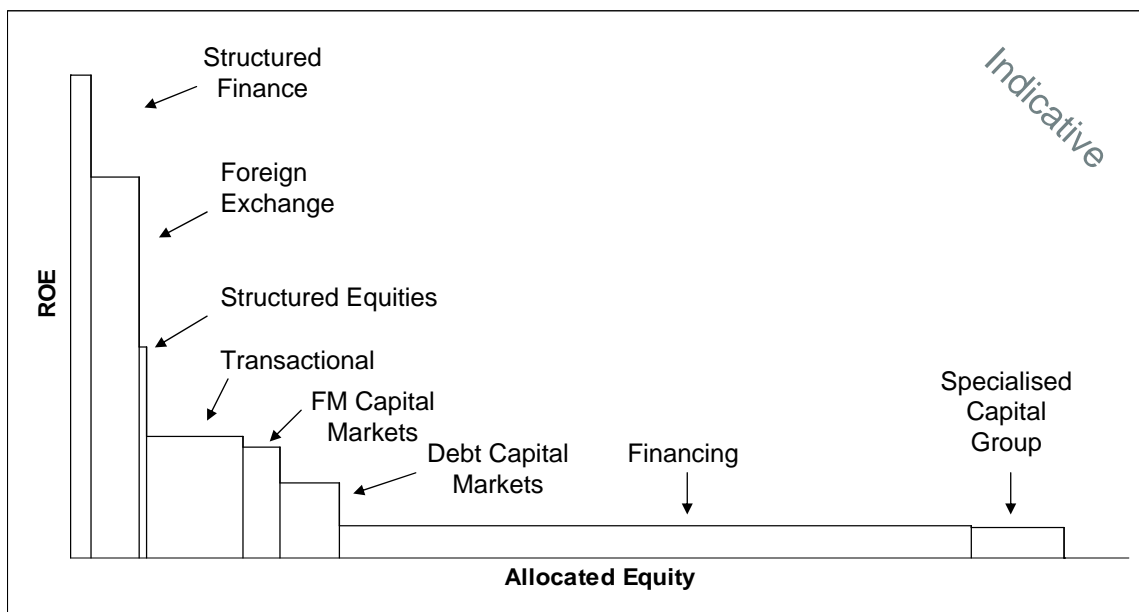 Structured
Finance
Indicative
Foreign
Exchange
ROE
Structured Equities
Transactional
FM Capital
Markets
Debt Capital
Markets
Financing
Specialised
Capital
Group
Allocated Equity